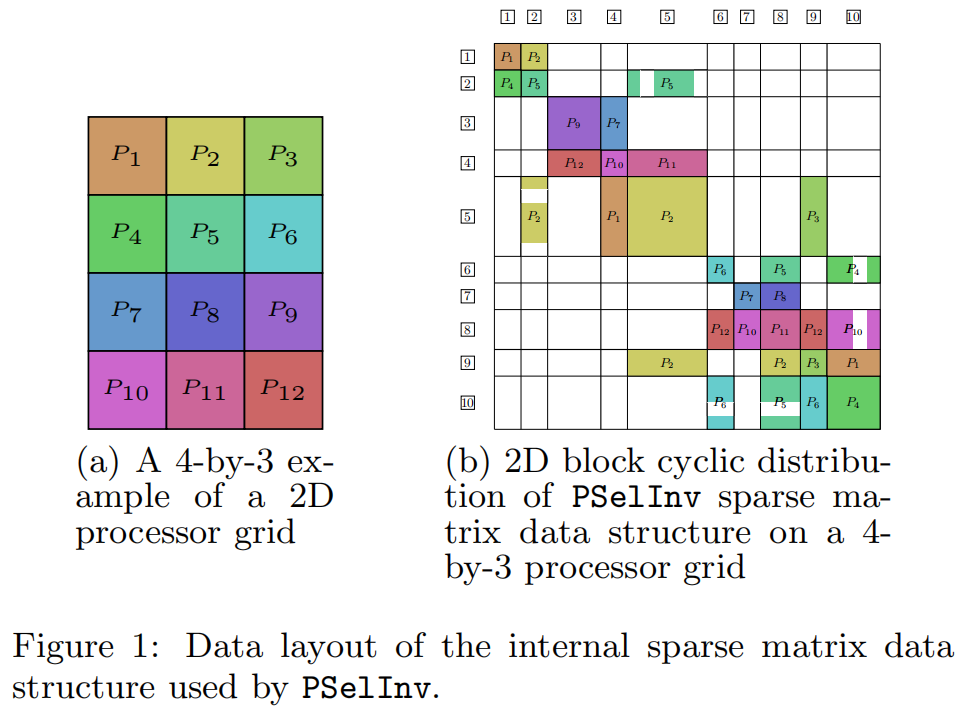 1 2 3 4 5 6 7 8 9 10
1 P1 P2
2 P4 P5 P5
3 P9 P7
4 P12 P10 P11
5 P2 P1 P2 P3
6 P6 P5 P4
7 P7 P8
8 P12 P10 P11 P12 P10
9 P2 P2 P3 P1
10 P6 P5 P6 P4
P1 P2 P3
P4 P5 P6
P7 P8 P9
P10 P11 P12
(a) A 4-by-3 ex-
ample of a 2D
processor grid
(b) 2D block cyclic distribu-
tion of PSelInv sparse ma-
trix data structure on a 4-
by-3 processor grid
Figure 1: Data layout of the internal sparse matrix data
structure used by PSelInv.